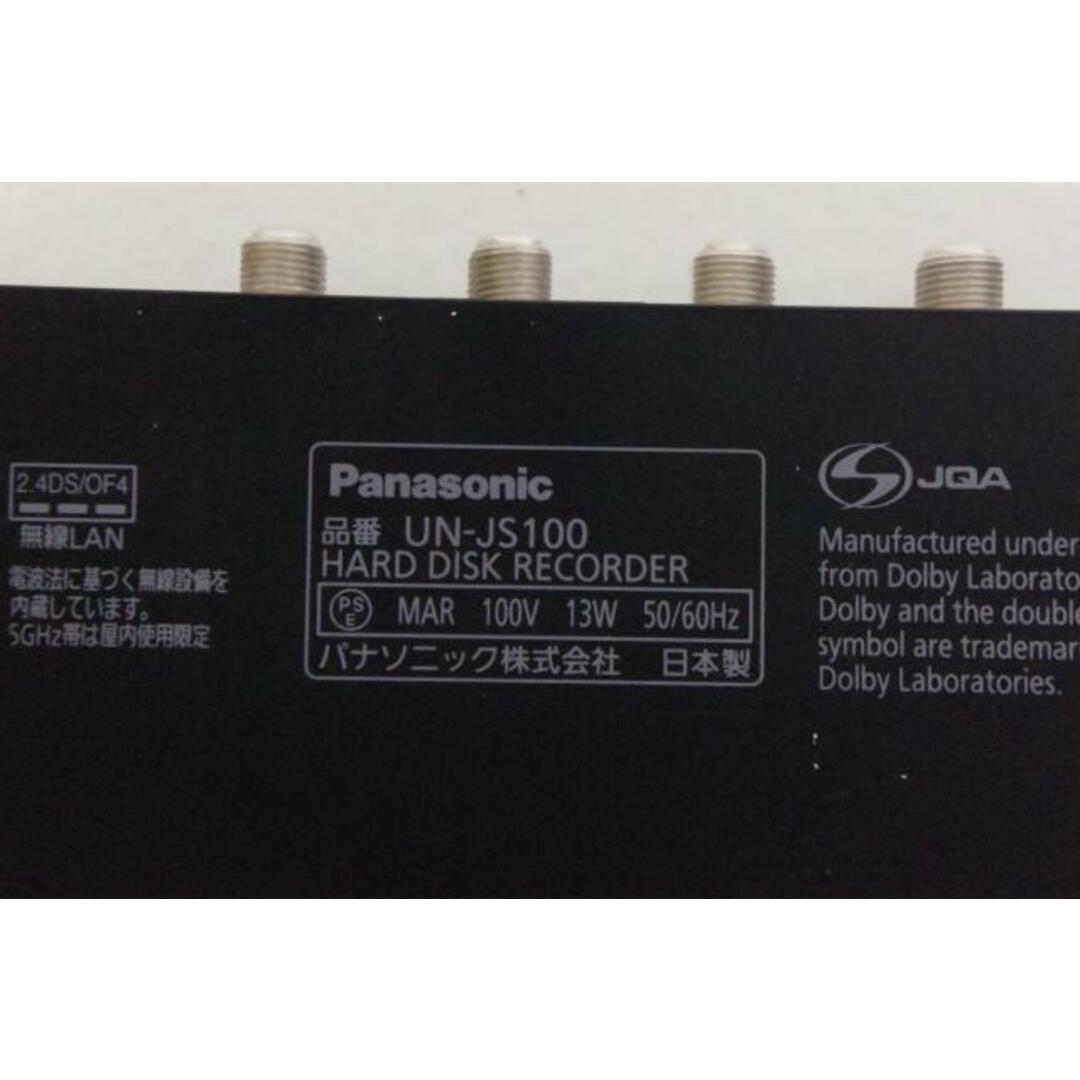 2.4DS/OF4
無線LAN
電波法に基づく無線設備を
内蔵しています。
5GHz帯は屋内使用限定
Panasonic
品番 UN-JS100
HARD DISK RECORDER
PS
E MAR 100V 13W 50/60Hz
パナソニック株式会社 日本製
JQA
Manufactured under
from Dolby Laborato
Dolby and the double
symbol are tradema
Dolby Laboratories.